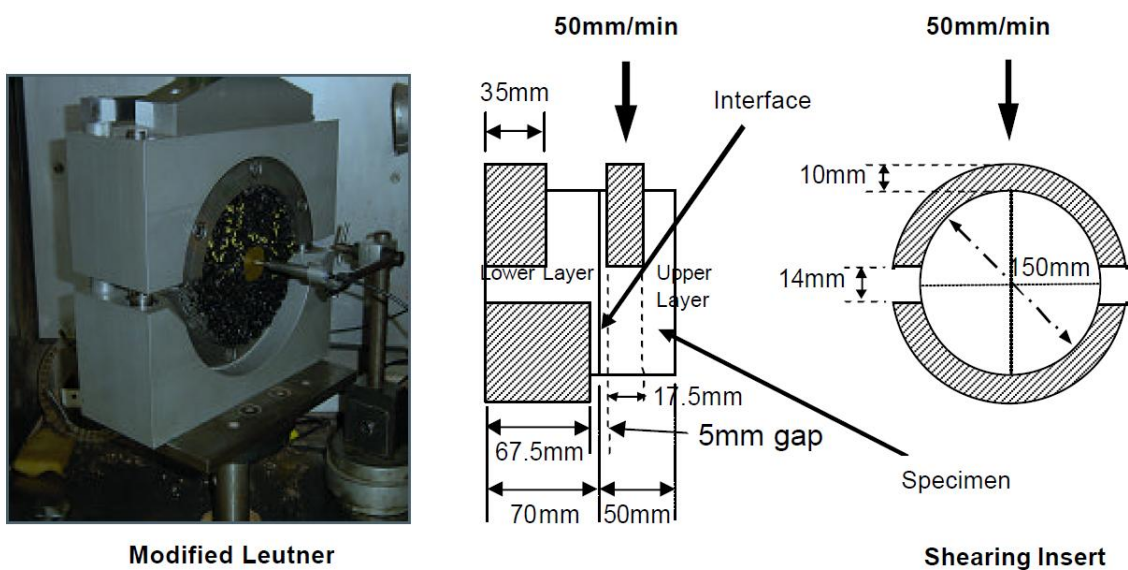 50mm/min
50mm/min
35mm
Interface
10mm
Lower Layer
Upper
Layer
14mm
150mm
17.5mm
5mm gap
67.5mm
Specimen
70mm
50mm
Modified Leutner
Shearing Insert